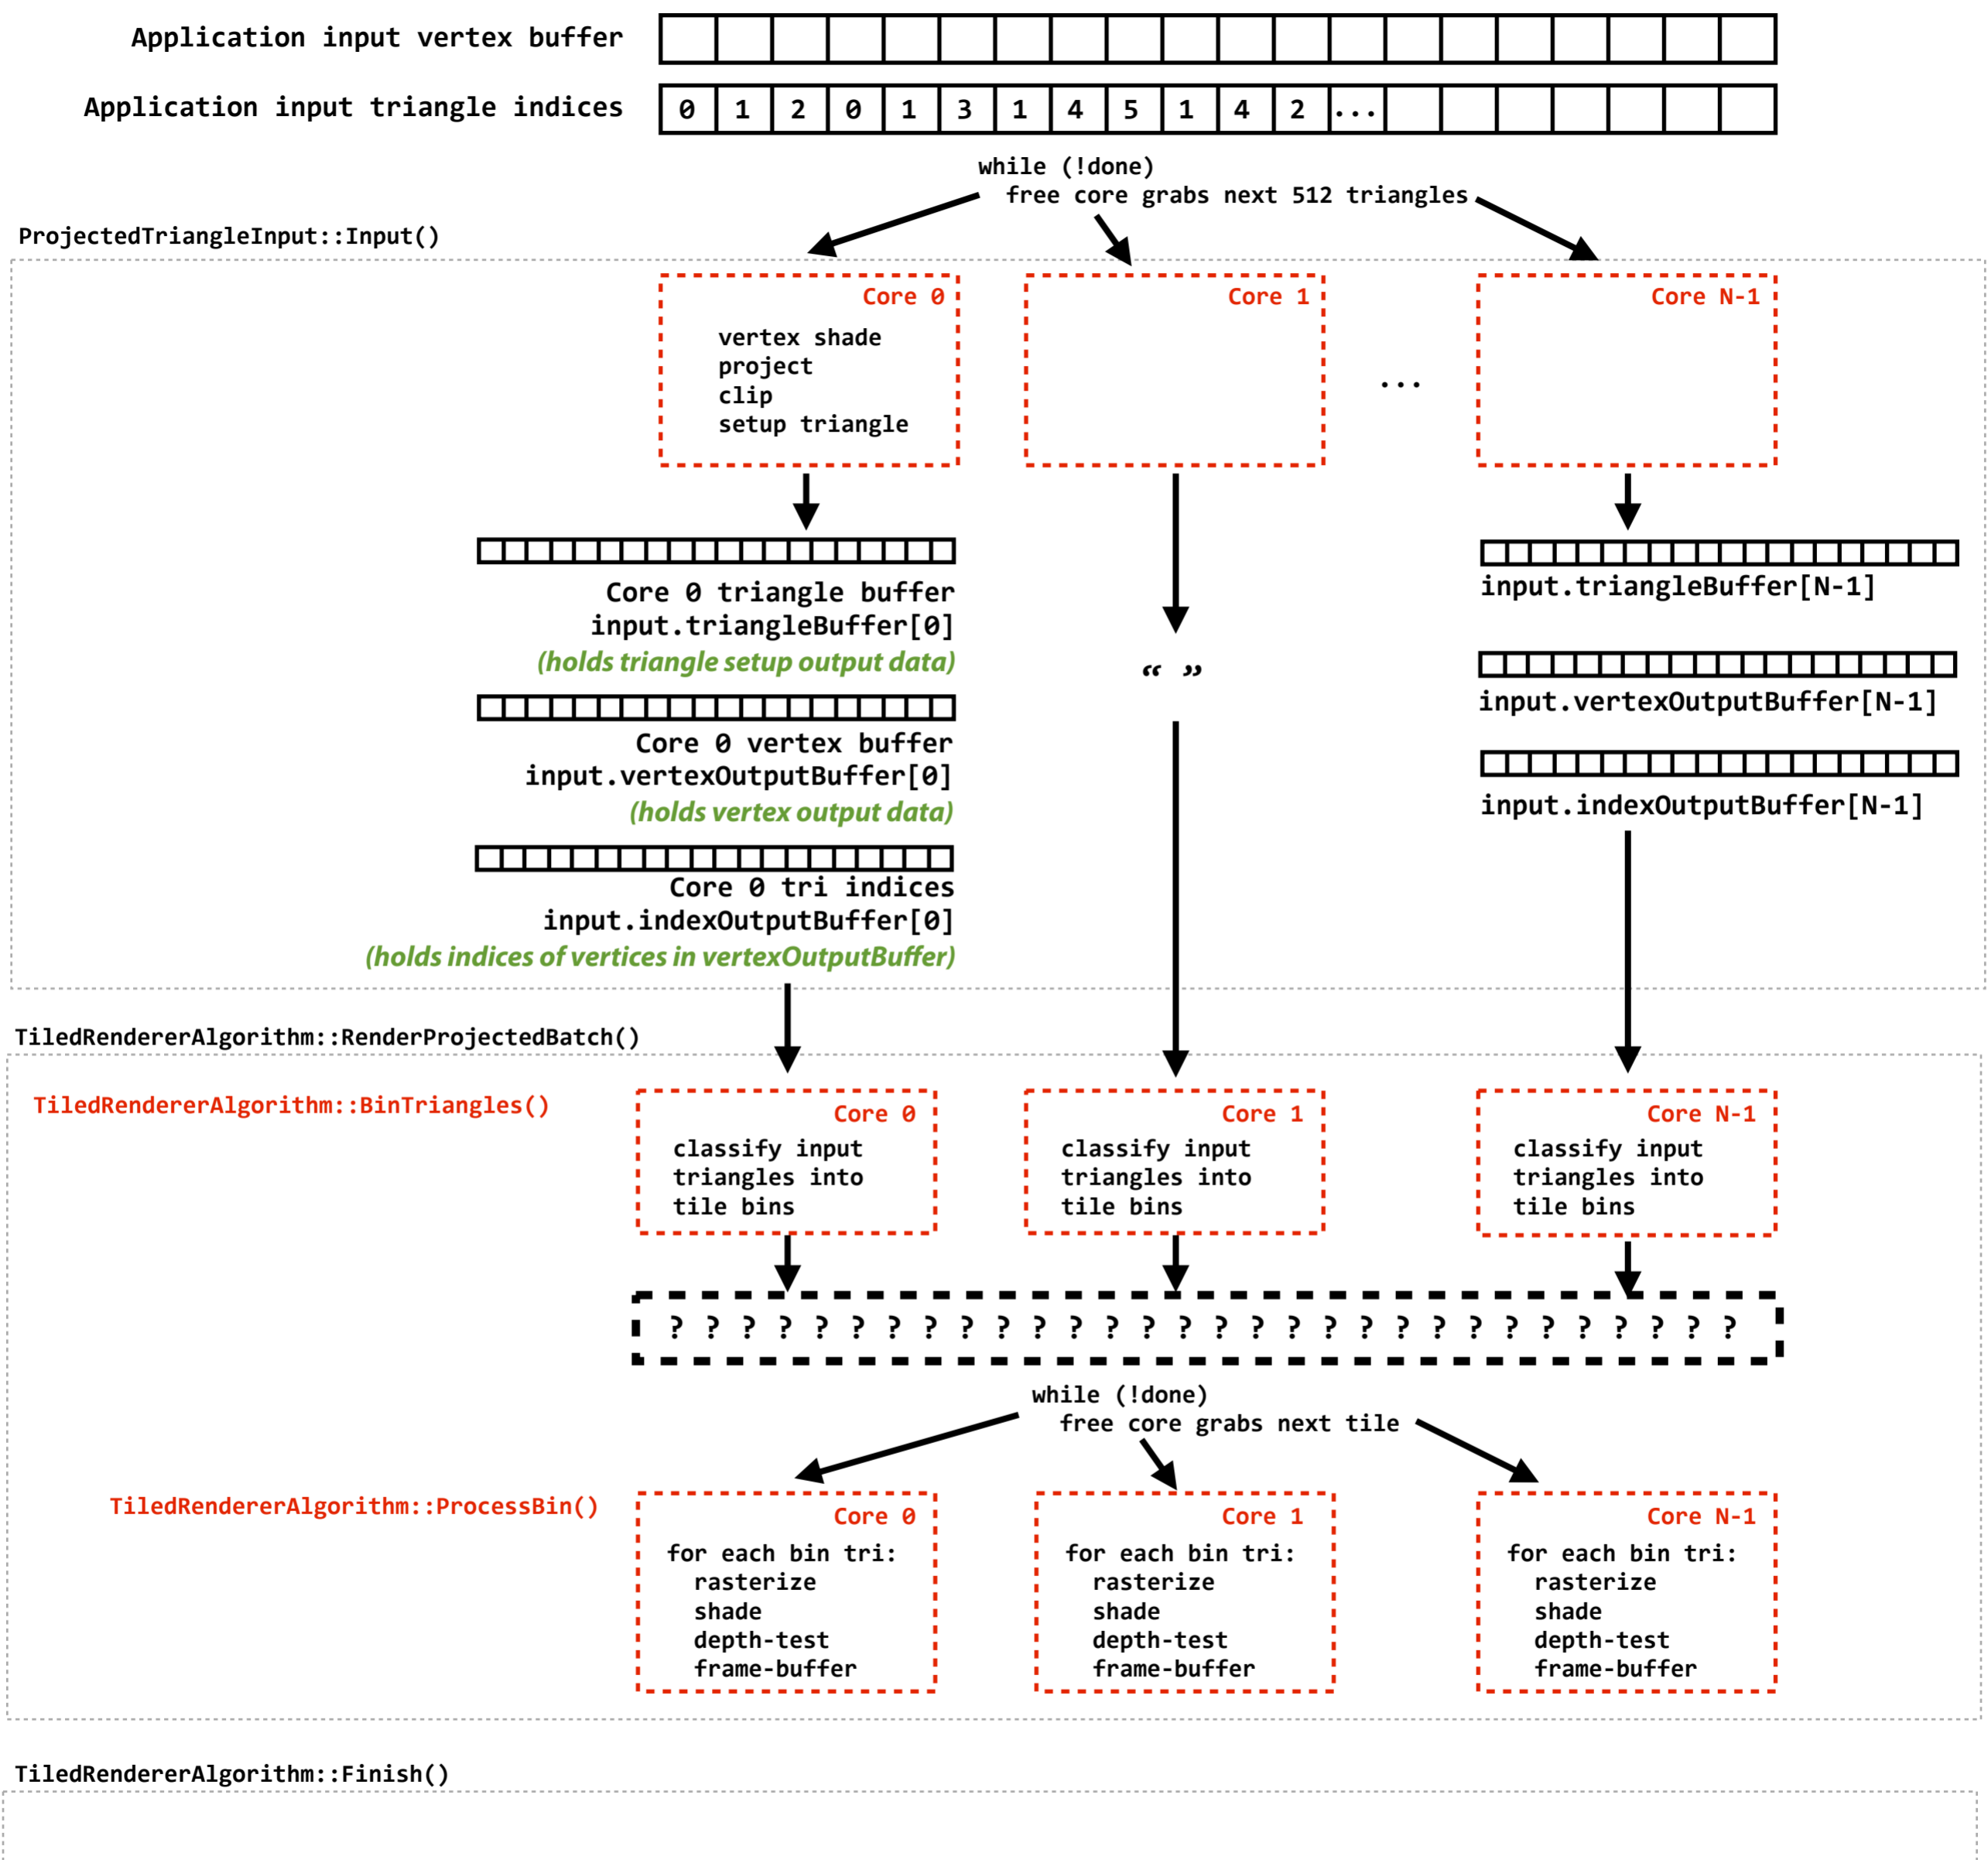 Application input vertex buffer
Application input triangle indices
0 1 2 0 1 3 1 4 5 1 4 2 ...
while (!done)
free core grabs next 512 triangles
ProjectedTriangleInput::Input()
Core 0
vertex shade
project
clip
setup triangle
Core 1
...
Core N-1
Core 0 triangle buffer
input.triangleBuffer[0]
(holds triangle setup output data)
Core 0 vertex buffer
input.vertexOutputBuffer[0]
(holds vertex output data)
Core 0 tri indices
input.indexOutputBuffer[0]
(holds indices of vertices in vertexOutputBuffer)
“ ”
input.triangleBuffer[N-1]
input.vertexOutputBuffer[N-1]
input.indexOutputBuffer[N-1]
TiledRendererAlgorithm::RenderProjectedBatch()
TiledRendererAlgorithm::BinTriangles()
Core 0
classify input
triangles into
tile bins
Core 1
classify input
triangles into
tile bins
Core N-1
classify input
triangles into
tile bins
? ? ? ? ? ? ? ? ? ? ? ? ? ? ? ? ? ? ? ? ? ? ? ? ? ? ? ? ? ?
while (!done)
free core grabs next tile
TiledRendererAlgorithm::ProcessBin()
Core 0
for each bin tri:
rasterize
shade
depth-test
frame-buffer
Core 1
for each bin tri:
rasterize
shade
depth-test
frame-buffer
Core N-1
for each bin tri:
rasterize
shade
depth-test
frame-buffer
TiledRendererAlgorithm::Finish()